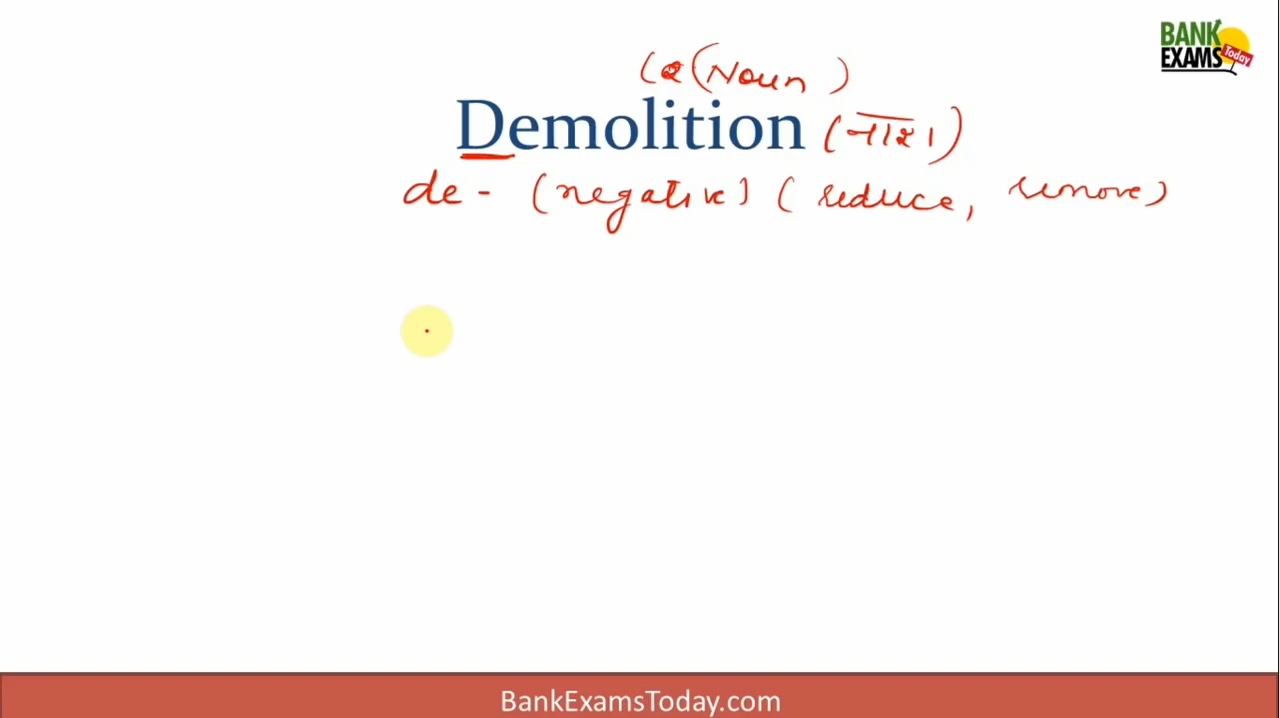 BANK
EXAMS Today
(Noun)
Demolition (नाश)
de - (negative) (reduce, remove)
BankExamsToday.com